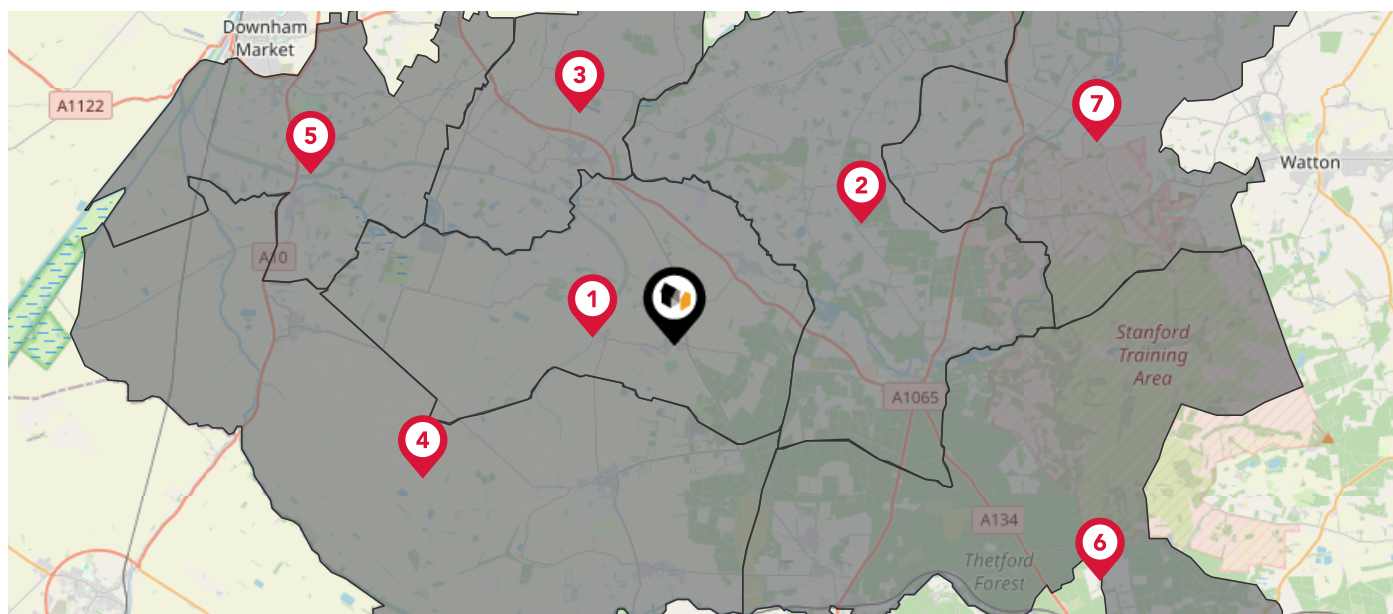 Downham
Market
3
A1122
7
5
Watton
2
A10
1
Stanford
Training
Area
A1065
4
A134
6
Thetford
Forest